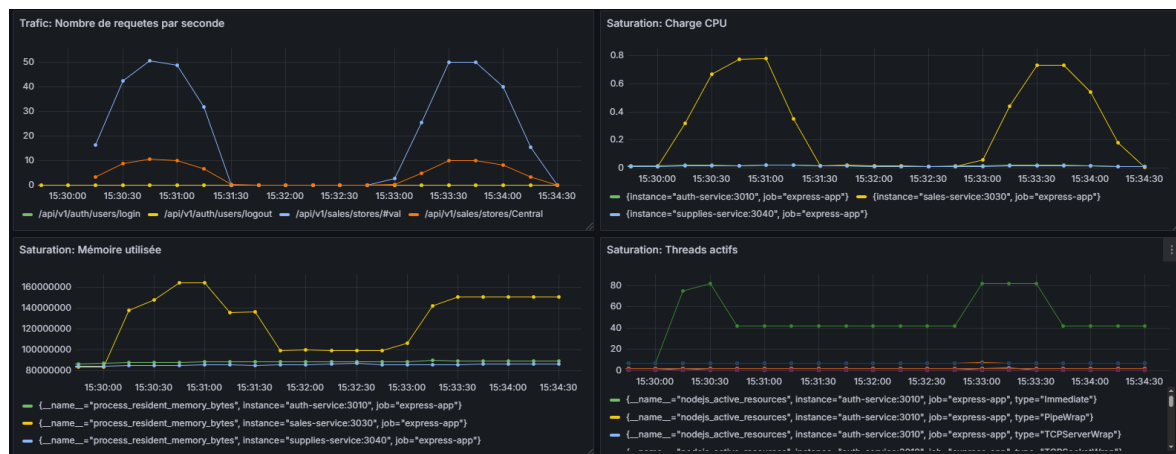 Trafic: Nombre de requetes par seconde
50
40
30
20
10
0
15:30:00 15:30:30 15:31:00 15:31:30 15:32:00 15:32:30 15:33:00 15:33:30 15:34:00 15:34:30
/api/v1/auth/users/login /api/v1/auth/users/logout /api/v1/sales/stores/#val /api/v1/sales/stores/Central
Saturation: Charge CPU
0.8
0.6
0.4
0.2
0
15:30:00 15:30:30 15:31:00 15:31:30 15:32:00 15:32:30 15:33:00 15:33:30 15:34:00 15:34:30
{instance="auth-service:3010", job="express-app"} {instance="sales-service:3030", job="express-app"}
{instance="supplies-service:3040", job="express-app"}
Saturation: Mémoire utilisée
160000000
140000000
120000000
100000000
80000000
15:30:00 15:30:30 15:31:00 15:31:30 15:32:00 15:32:30 15:33:00 15:33:30 15:34:00 15:34:30
{__name__="process_resident_memory_bytes", instance="auth-service:3010", job="express-app"}
{__name__="process_resident_memory_bytes", instance="sales-service:3030", job="express-app"}
{__name__="process_resident_memory_bytes", instance="supplies-service:3040", job="express-app"}
Saturation: Threads actifs
80
60
40
20
0
15:30:00 15:30:30 15:31:00 15:31:30 15:32:00 15:32:30 15:33:00 15:33:30 15:34:00 15:34:30
{__name__="nodejs_active_resources", instance="auth-service:3010", job="express-app", type="Immediate"}
{__name__="nodejs_active_resources", instance="auth-service:3010", job="express-app", type="PipeWrap"}
{__name__="nodejs_active_resources", instance="auth-service:3010", job="express-app", type="TCPServerWrap"}
{__name__="nodejs_active_resources", instance="auth-service:3010", job="express-app", type="TCPSocketWrap"}